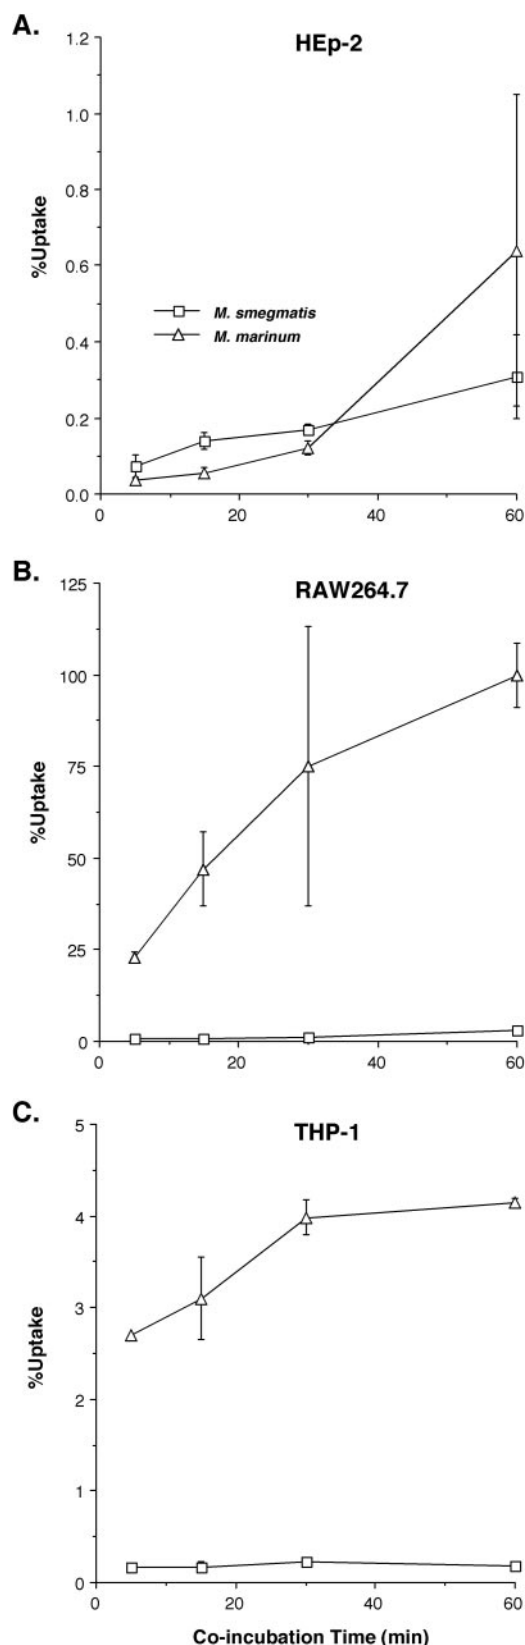 A.
HEp-2
1.2
1.0
0.8
0.6
0.4
0.2
0.0
%Uptake
M. smegmatis
M. marinum
0 20 40 60
B.
RAW264.7
125
100
75
50
25
0
%Uptake
0 20 40 60
C.
THP-1
5
4
3
2
1
0
%Uptake
0 20 40 60
Co-incubation Time (min)